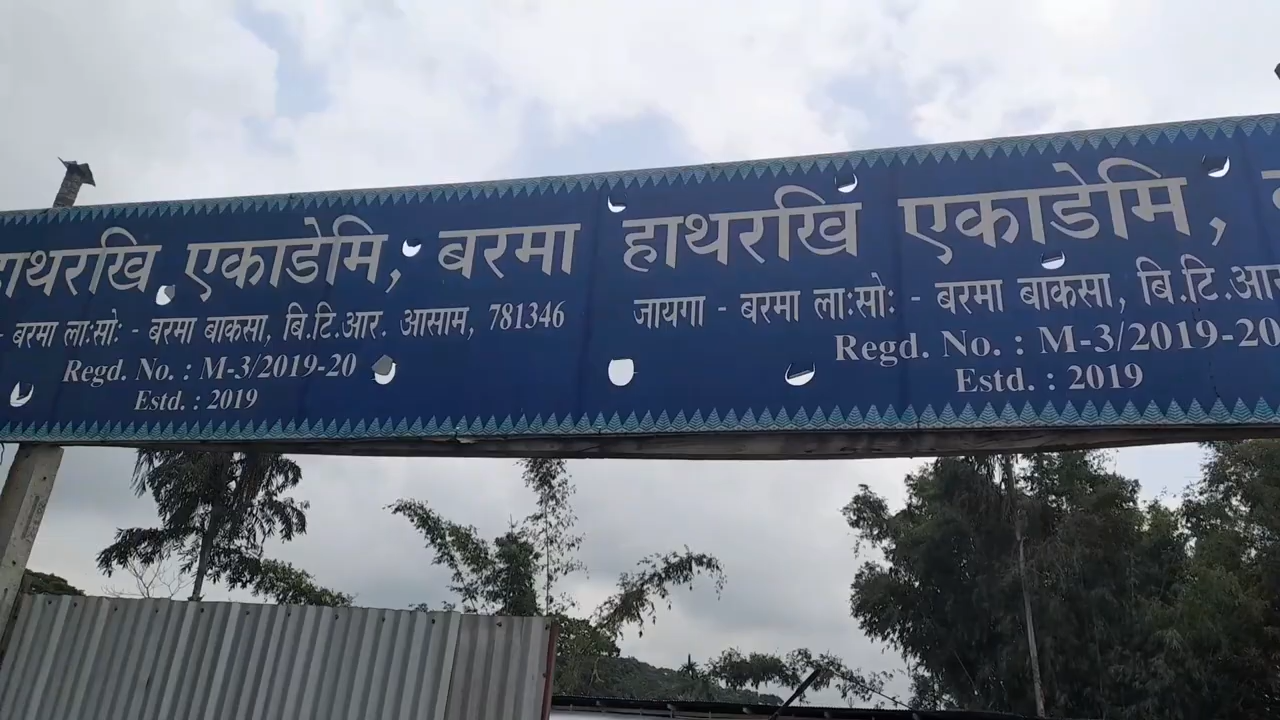 हाथरखि एकाडेमि, बरमा
- बरमा ला:सो: - बरमा बाकसा, बि.टि.आर. आसाम, 781346
Regd. No. : M-3/2019-20
Estd. : 2019
हाथरखि एकाडेमि,
जायगा - बरमा ला:सो: - बरमा बाकसा, बि.टि.आर
Regd. No. : M-3/2019-20
Estd. : 2019